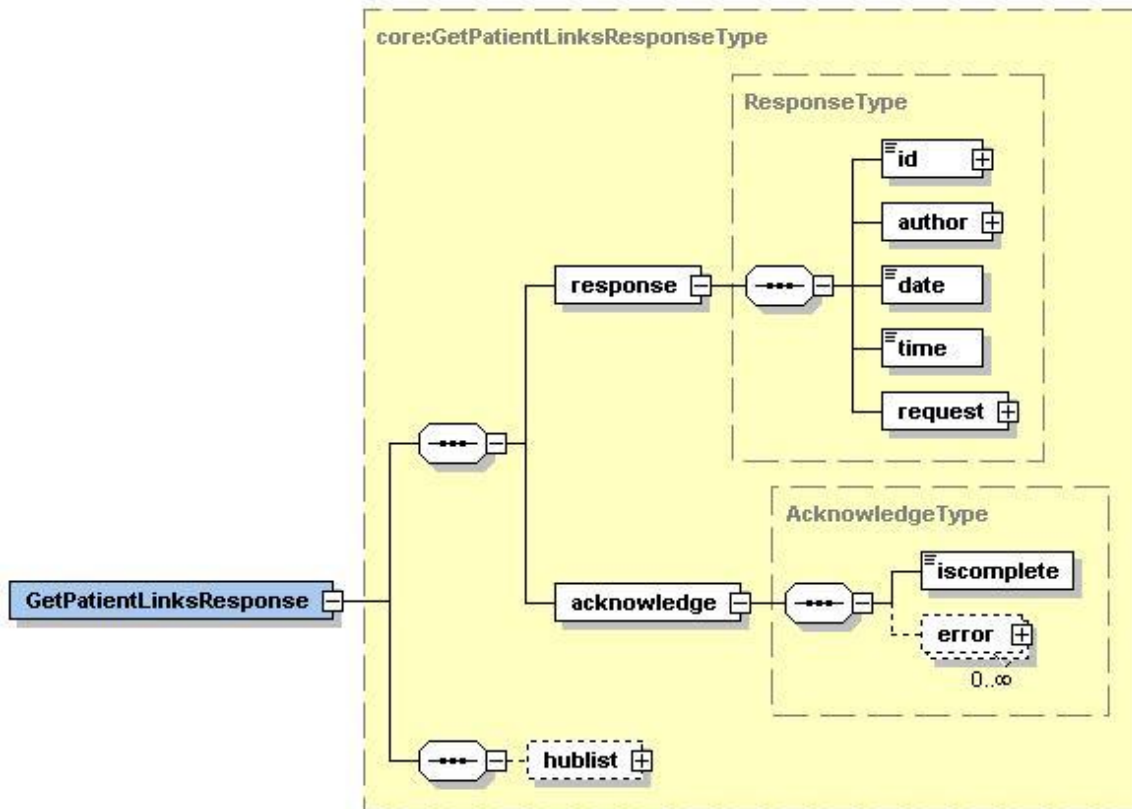 core:GetPatientLinksResponseType
ResponseType
id
author
response
date
time
request
AcknowledgeType
GetPatientLinksResponse
acknowledge
iscomplete
error
0..∞
hublist